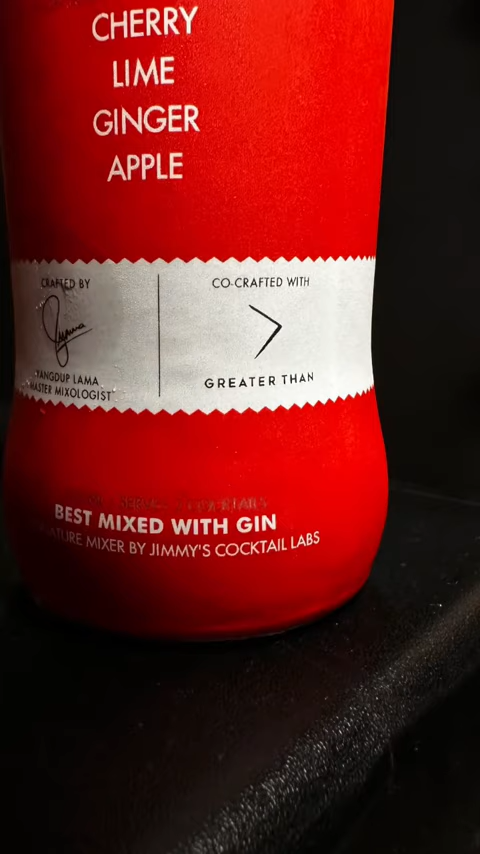 CHERRY
LIME
GINGER
APPLE
CRAFTED BY
YANGDUP LAMA
MASTER MIXOLOGIST
CO-CRAFTED WITH
GREATER THAN
BEST MIXED WITH GIN
MIXER BY JIMMY'S COCKTAIL LABS